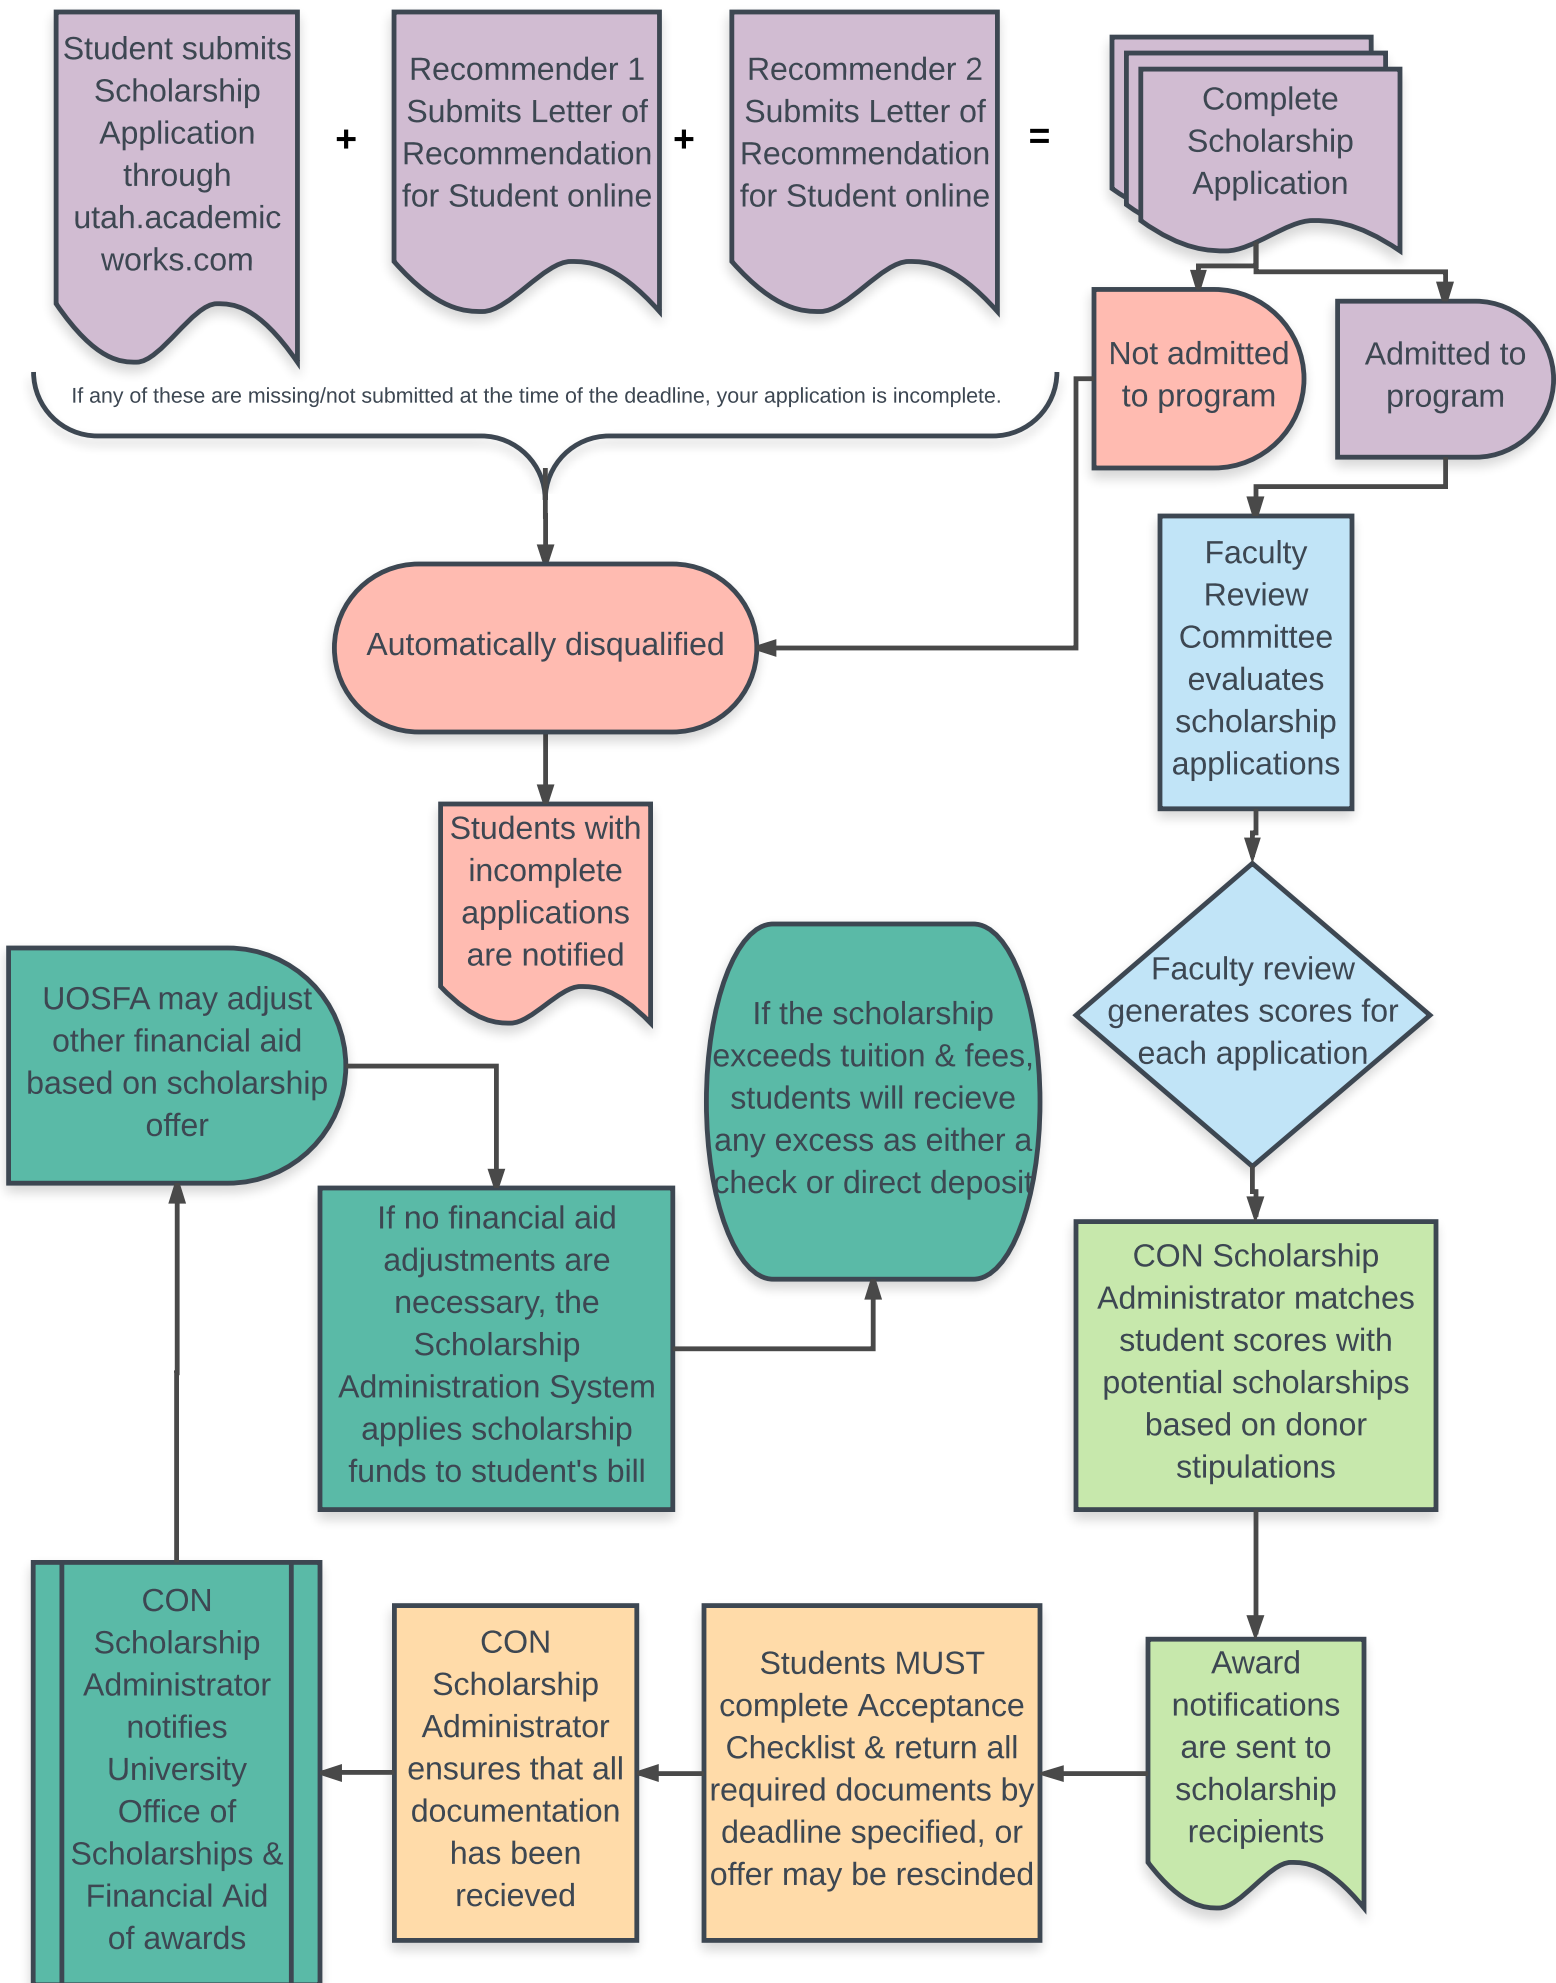 Student submits
Scholarship
Application
through
utah.academic
works.com
+
Recommender 1
Submits Letter of
Recommendation
for Student online
+
Recommender 2
Submits Letter of
Recommendation
for Student online
=
Complete
Scholarship
Application
If any of these are missing/not submitted at the time of the deadline, your application is incomplete.
Not admitted
to program
Admitted to
program
Automatically disqualified
Students with
incomplete
applications
are notified
Faculty
Review
Committee
evaluates
scholarship
applications
Faculty review
generates scores for
each application
CON Scholarship
Administrator matches
student scores with
potential scholarships
based on donor
stipulations
Award
notifications
are sent to
scholarship
recipients
Students MUST
complete Acceptance
Checklist & return all
required documents by
deadline specified, or
offer may be rescinded
CON
Scholarship
Administrator
ensures that all
documentation
has been
recieved
CON
Scholarship
Administrator
notifies
University
Office of
Scholarships &
Financial Aid
of awards
UOSFA may adjust
other financial aid
based on scholarship
offer
If no financial aid
adjustments are
necessary, the
Scholarship
Administration System
applies scholarship
funds to student's bill
If the scholarship
exceeds tuition & fees,
students will recieve
any excess as either a
check or direct deposit